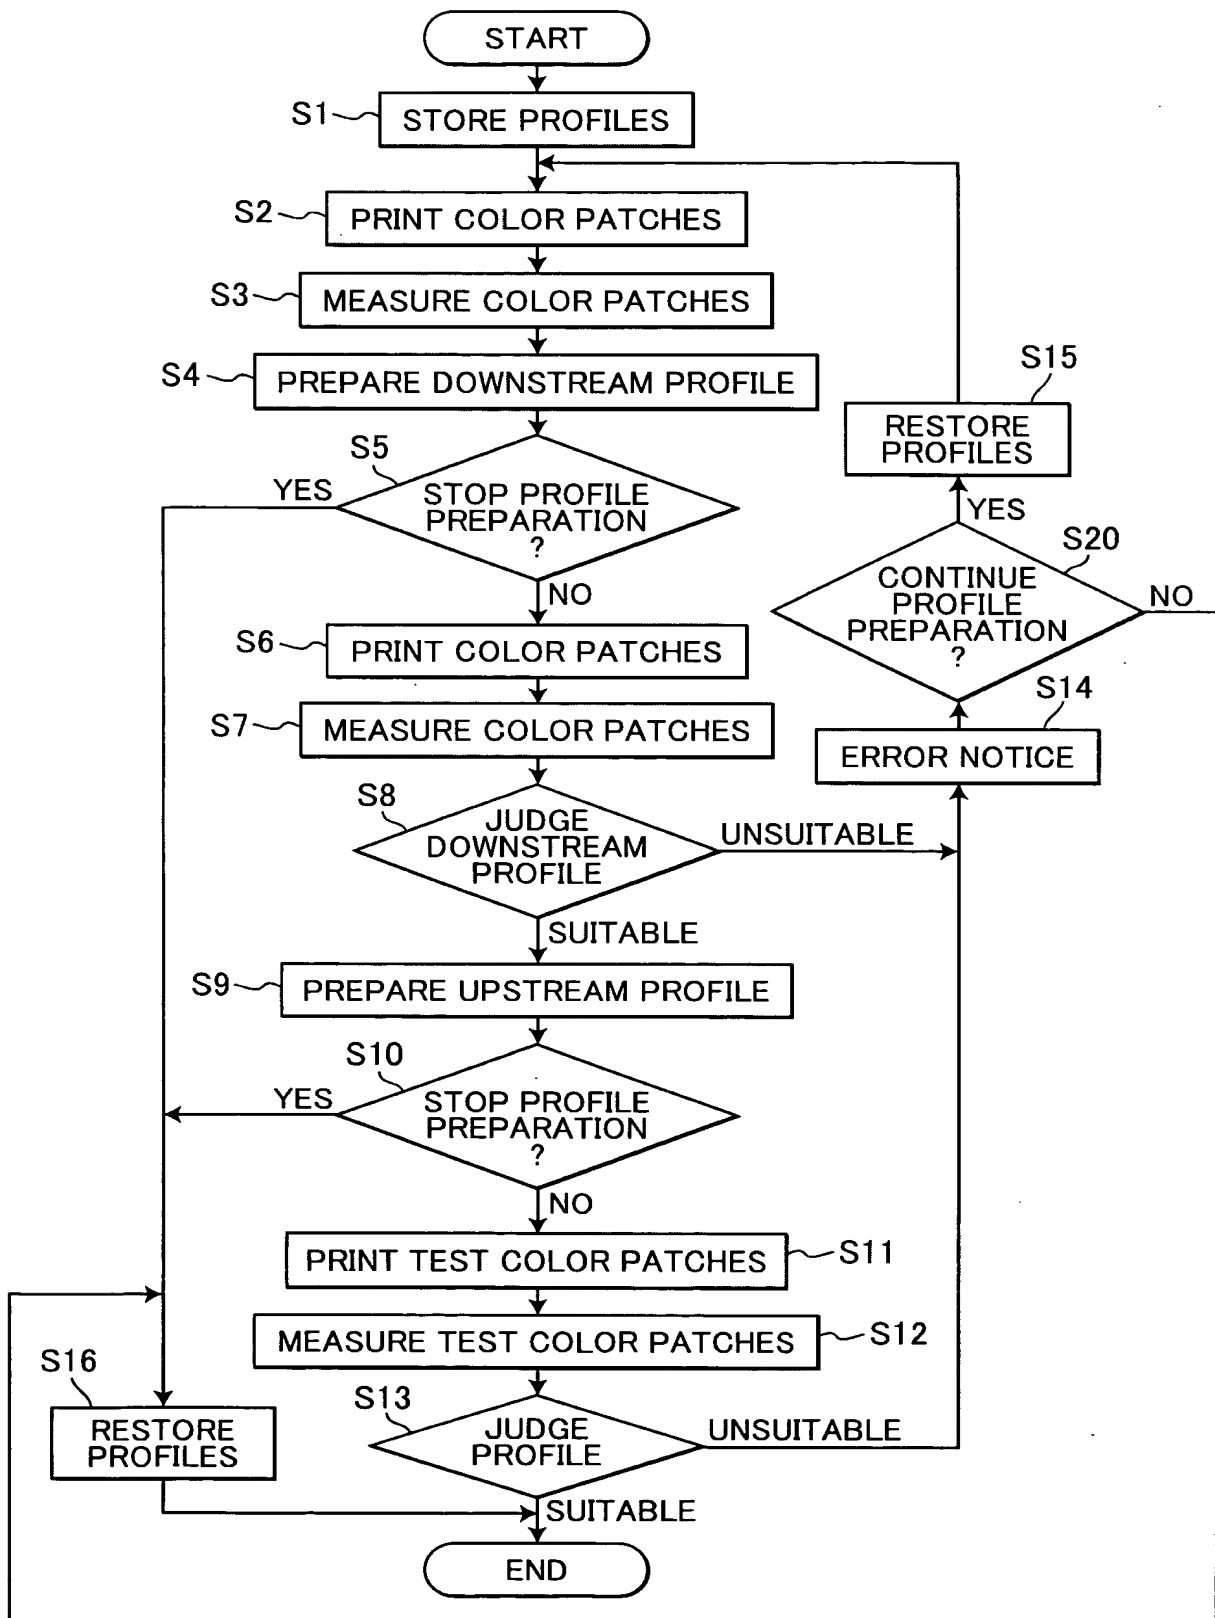 START
S1
STORE PROFILES
S2
PRINT COLOR PATCHES
S3
MEASURE COLOR PATCHES
S4
PREPARE DOWNSTREAM PROFILE
S15
RESTORE
PROFILES
S5
YES
STOP PROFILE
PREPARATION
?
NO
YES
S20
CONTINUE
PROFILE
PREPARATION
?
NO
S6
PRINT COLOR PATCHES
S7
MEASURE COLOR PATCHES
S14
ERROR NOTICE
S8
JUDGE
DOWNSTREAM
PROFILE
UNSUITABLE
SUITABLE
S9
PREPARE UPSTREAM PROFILE
S10
YES
STOP PROFILE
PREPARATION
?
NO
PRINT TEST COLOR PATCHES
S11
MEASURE TEST COLOR PATCHES
S12
S16
RESTORE
PROFILES
S13
JUDGE
PROFILE
UNSUITABLE
SUITABLE
END